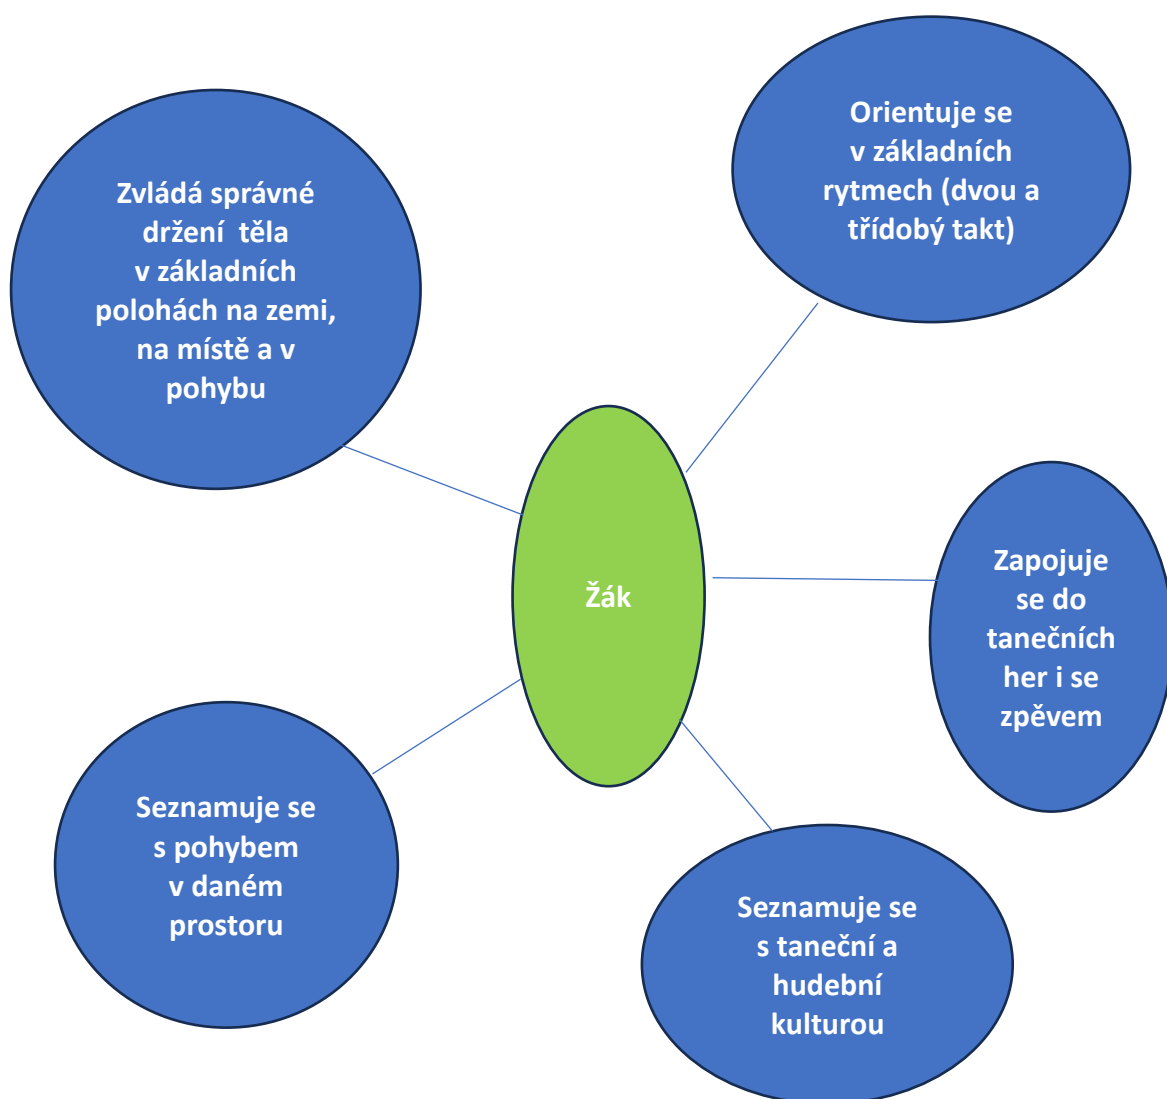 Orientuje se
v základních
rytmech (dvou a
třídobý takt)
Zvládá správné
držení  těla
v základních
polohách na zemi,
na místě a v
pohybu
Zapojuje
se do
tanečních
her i se
zpěvem
Žák
Seznamuje se
s pohybem
v daném
prostoru
Seznamuje se
s taneční a
hudební
kulturou